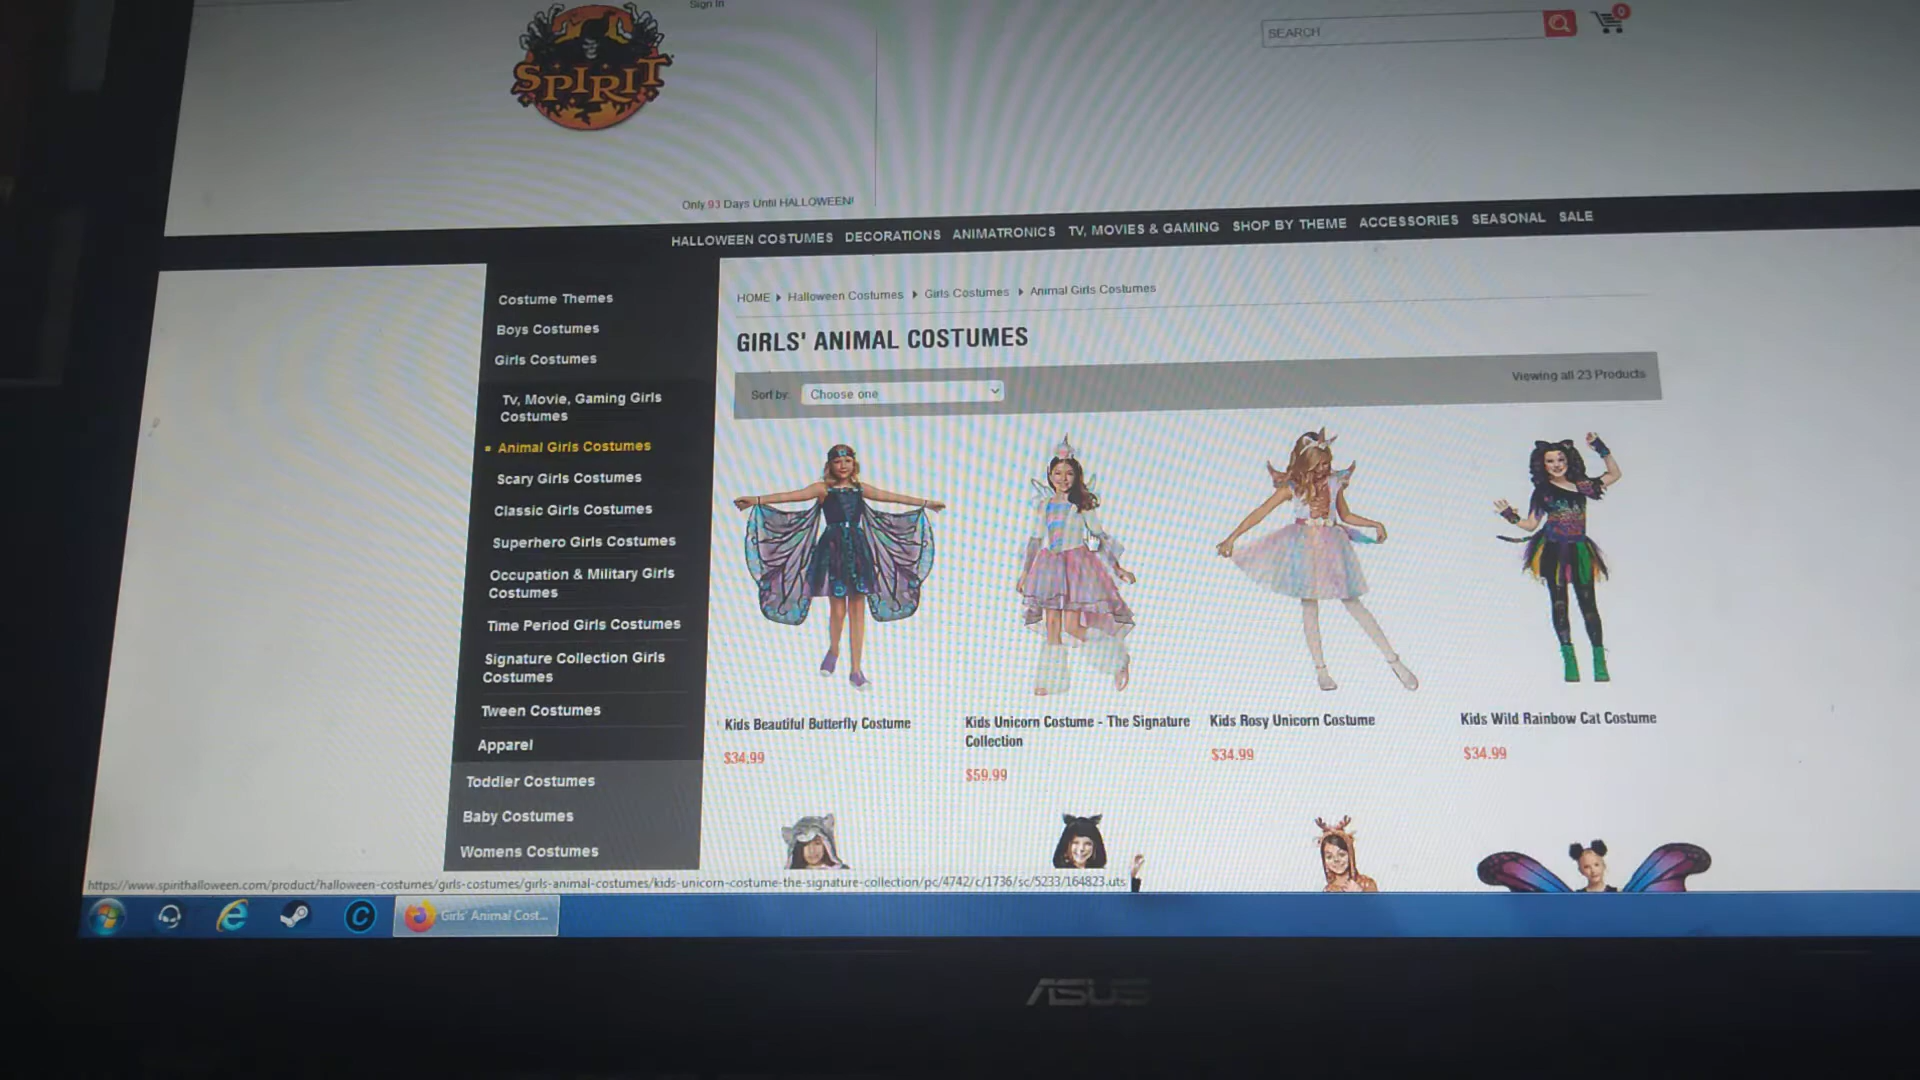 Sign In
SPIRIT
SEARCH
0
Only 93 Days Until HALLOWEEN!
HALLOWEEN COSTUMES DECORATIONS ANIMATRONICS TV, MOVIES & GAMING SHOP BY THEME ACCESSORIES SEASONAL SALE
Costume Themes
Boys Costumes
Girls Costumes
Tv, Movie, Gaming Girls
Costumes
Animal Girls Costumes
Scary Girls Costumes
Classic Girls Costumes
Superhero Girls Costumes
Occupation & Military Girls
Costumes
Time Period Girls Costumes
Signature Collection Girls
Costumes
Tween Costumes
Apparel
Toddler Costumes
Baby Costumes
Womens Costumes
HOME Halloween Costumes Girls Costumes Animal Girls Costumes
GIRLS' ANIMAL COSTUMES
Sort by: Choose one
Viewing all 23 Products
Kids Beautiful Butterfly Costume
$34.99
Kids Unicorn Costume - The Signature
Collection
$59.99
Kids Rosy Unicorn Costume
$34.99
Kids Wild Rainbow Cat Costume
$34.99
https://www.spirithalloween.com/product/halloween-costumes/girls-costumes/girls-animal-costumes/kids-unicorn-costume-the-signature-collection/pc/4742/c/1736/sc/5233/164823.uts
Girls' Animal Cost...
ASUS